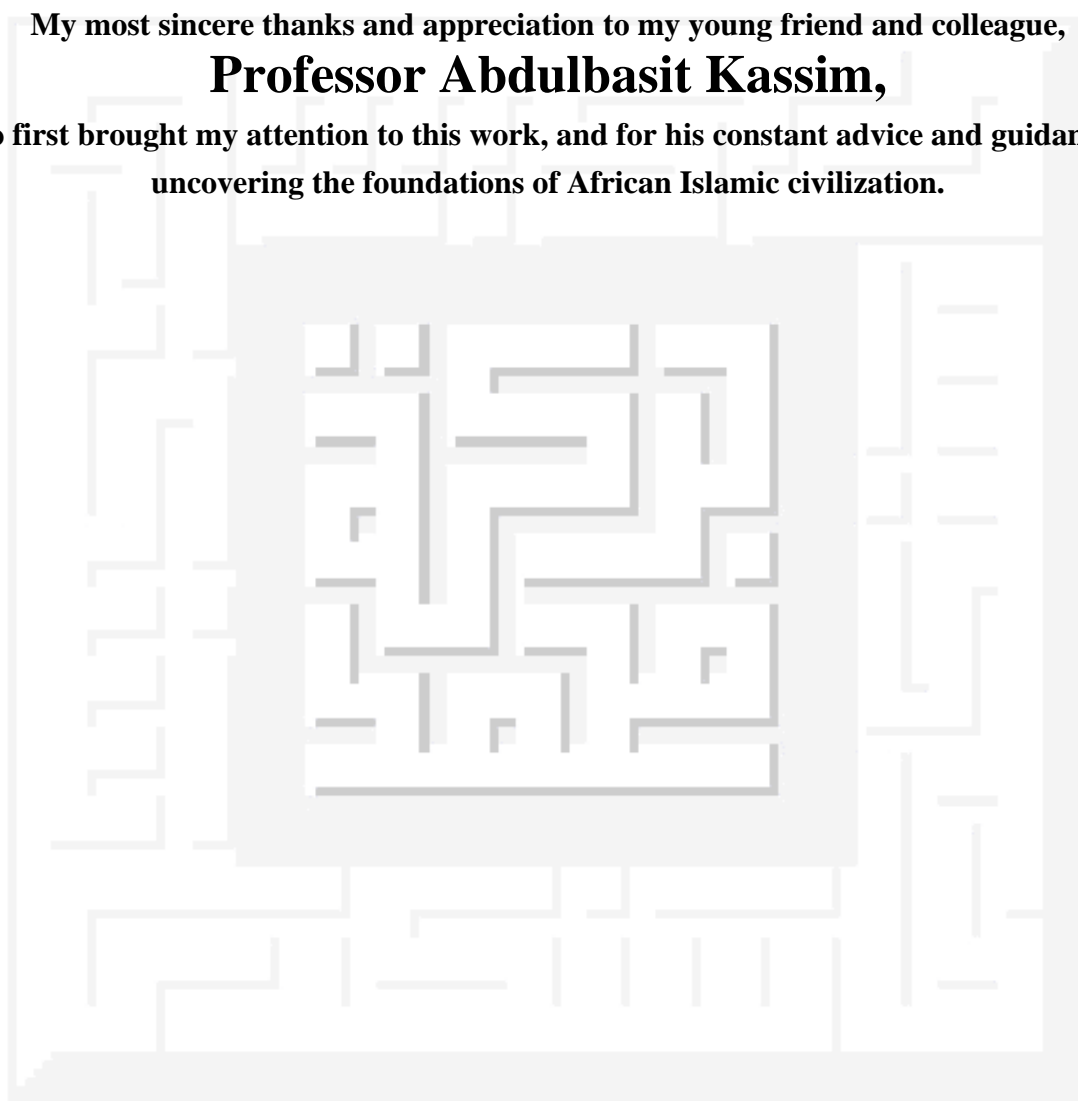 My most sincere thanks and appreciation to my young friend and colleague,
Professor Abdulbasit Kassim,
first brought my attention to this work, and for his constant advice and
uncovering the foundations of African Islamic civilization.